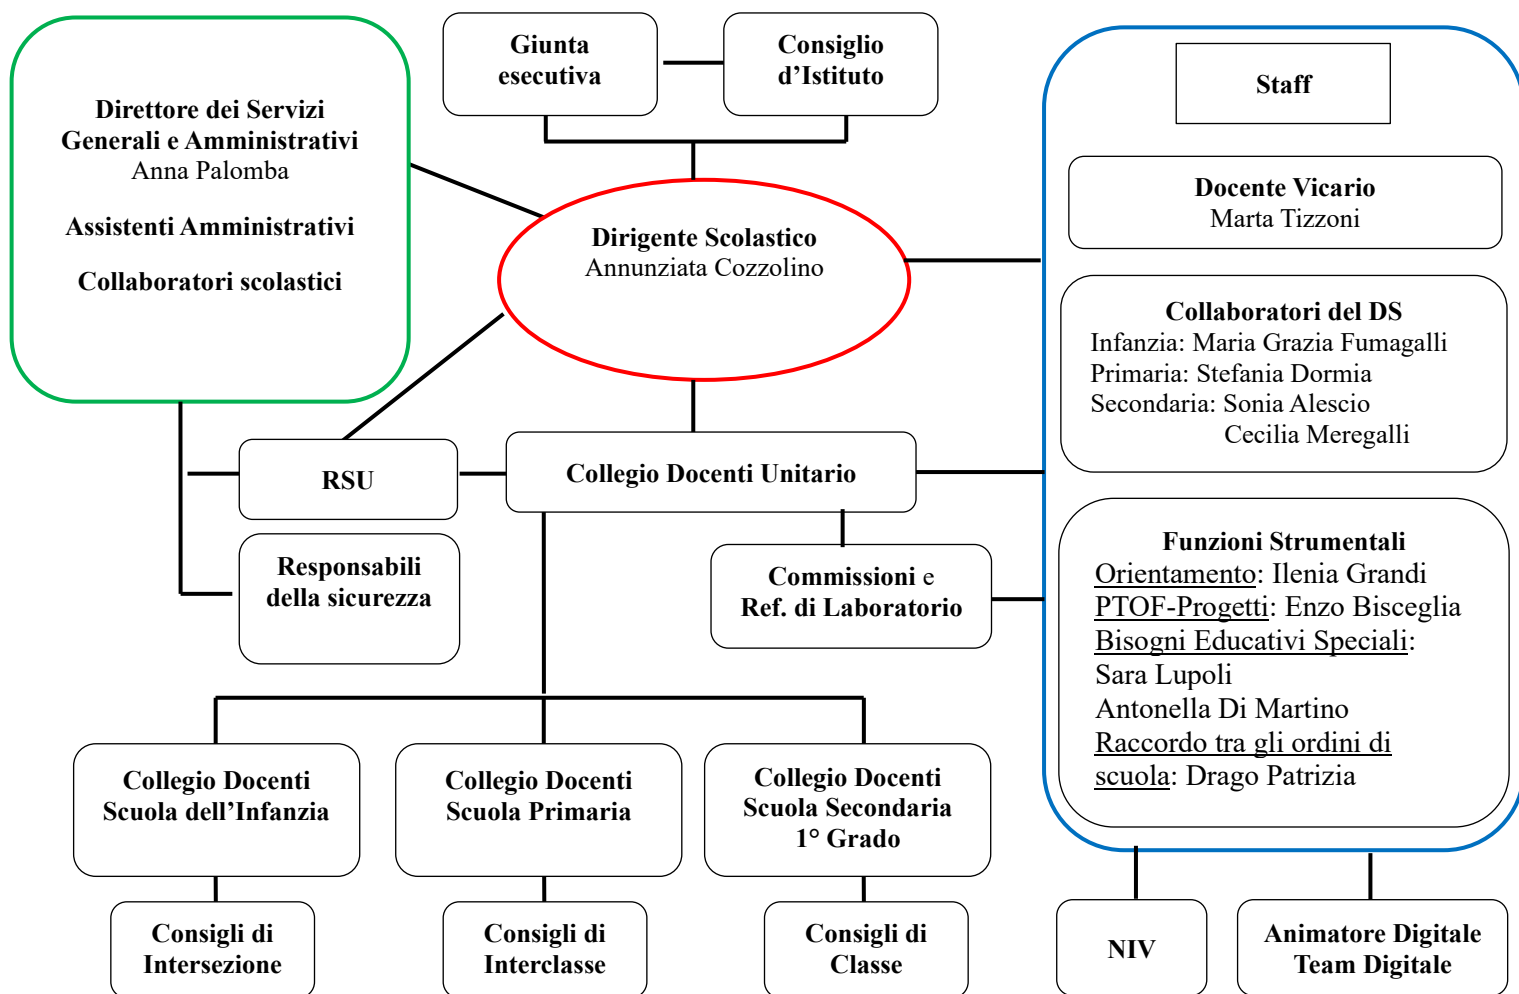 Giunta
esecutiva
Consiglio
d’Istituto
Staff
Direttore dei Servizi
Generali e Amministrativi
Anna Palomba
Assistenti Amministrativi
Collaboratori scolastici
Dirigente Scolastico
Annunziata Cozzolino
Docente Vicario
Marta Tizzoni
Collaboratori del DS
Infanzia: Maria Grazia Fumagalli
Primaria: Stefania Dormia
Secondaria: Sonia Alescio
Cecilia Meregalli
RSU
Collegio Docenti Unitario
Responsabili
della sicurezza
Commissioni e
Ref. di Laboratorio
Funzioni Strumentali
Orientamento: Ilenia Grandi
PTOF-Progetti: Enzo Bisceglia
Bisogni Educativi Speciali:
Sara Lupoli
Antonella Di Martino
Raccordo tra gli ordini di
scuola: Drago Patrizia
Collegio Docenti
Scuola dell’Infanzia
Collegio Docenti
Scuola Primaria
Collegio Docenti
Scuola Secondaria
1° Grado
Consigli di
Intersezione
Consigli di
Interclasse
Consigli di
Classe
NIV
Animatore Digitale
Team Digitale